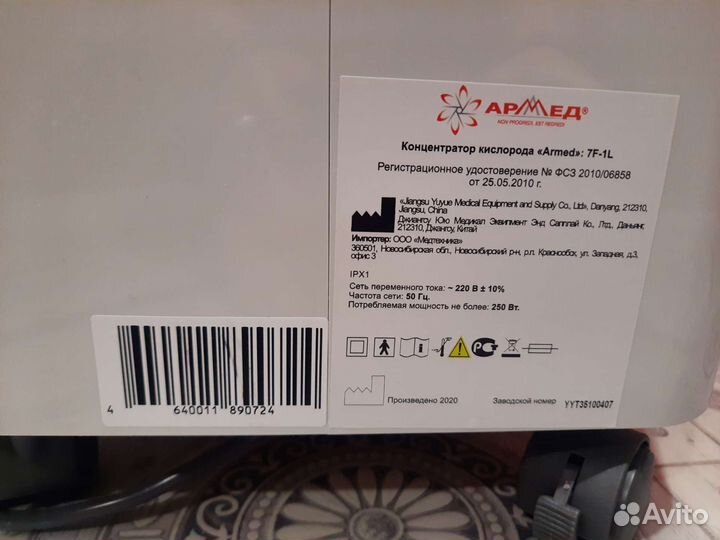 АРМЕД®
NON PROGREDI, EST REGREDI
Концентратор кислорода «Armed»: 7F-1L
Регистрационное удостоверение № ФСЗ 2010/06858
от 25.05.2010 г.
«Jiangsu Yuyue Medical Equipment and Supply Co., Ltd», Danyang, 212310,
Jiangsu, China
Джиангсу Юю Медикал Эквипмент Энд Сапплай Ко., Лтд., Даньянг,
212310, Джангсу, Китай
Импортер: ООО «Медтехника»
360501, Новосибирская обл., Новосибирский р-н, р.п. Краснообск, ул. Западная, д.3,
офис 3
IPX1
Сеть переменного тока: ~ 220 В ± 10%
Частота сети: 50 Гц.
Потребляемая мощность не более: 250 Вт.
Произведено 2020
Заводской номер YYT35100407
4 640011 890724
Avito